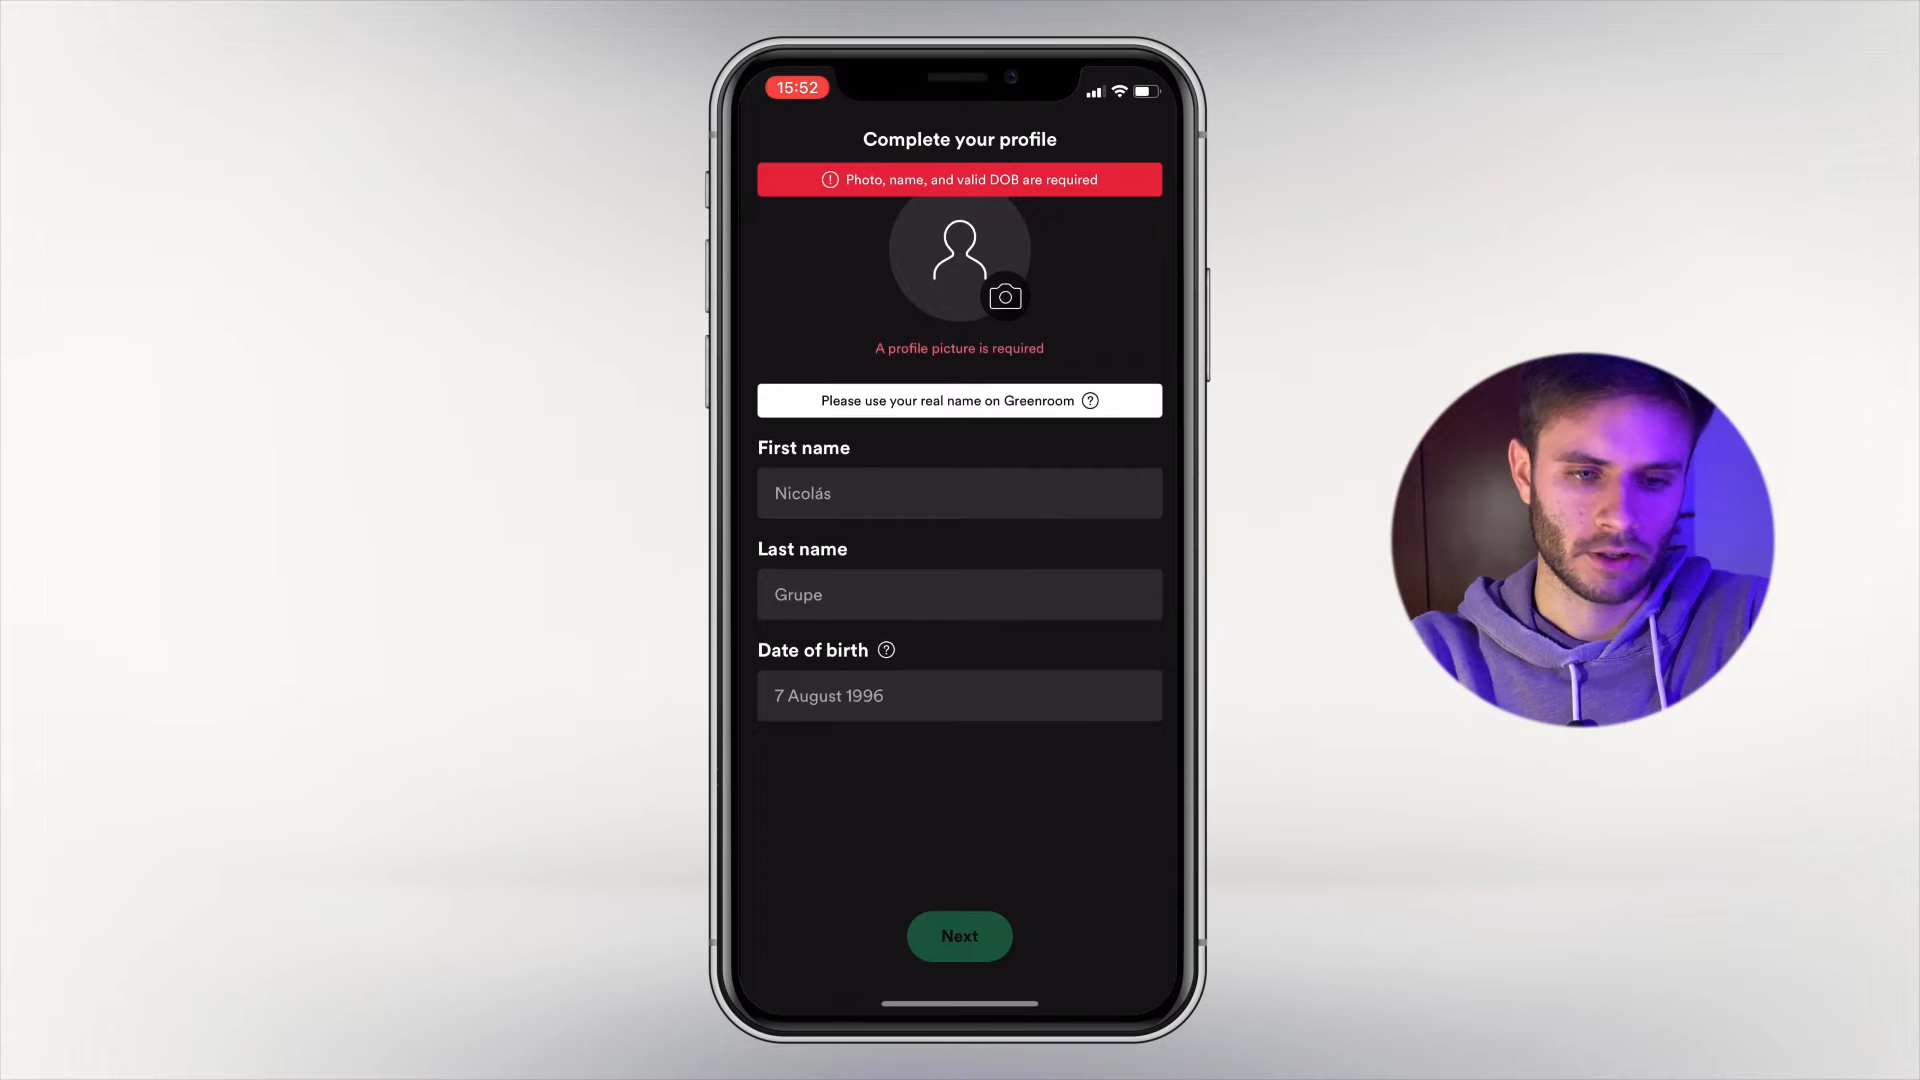 15:52
Complete your profile
Photo, name, and valid DOB are required
A profile picture is required
Please use your real name on Greenroom
First name
Nicolás
Last name
Grupe
Date of birth
7 August 1996
Next